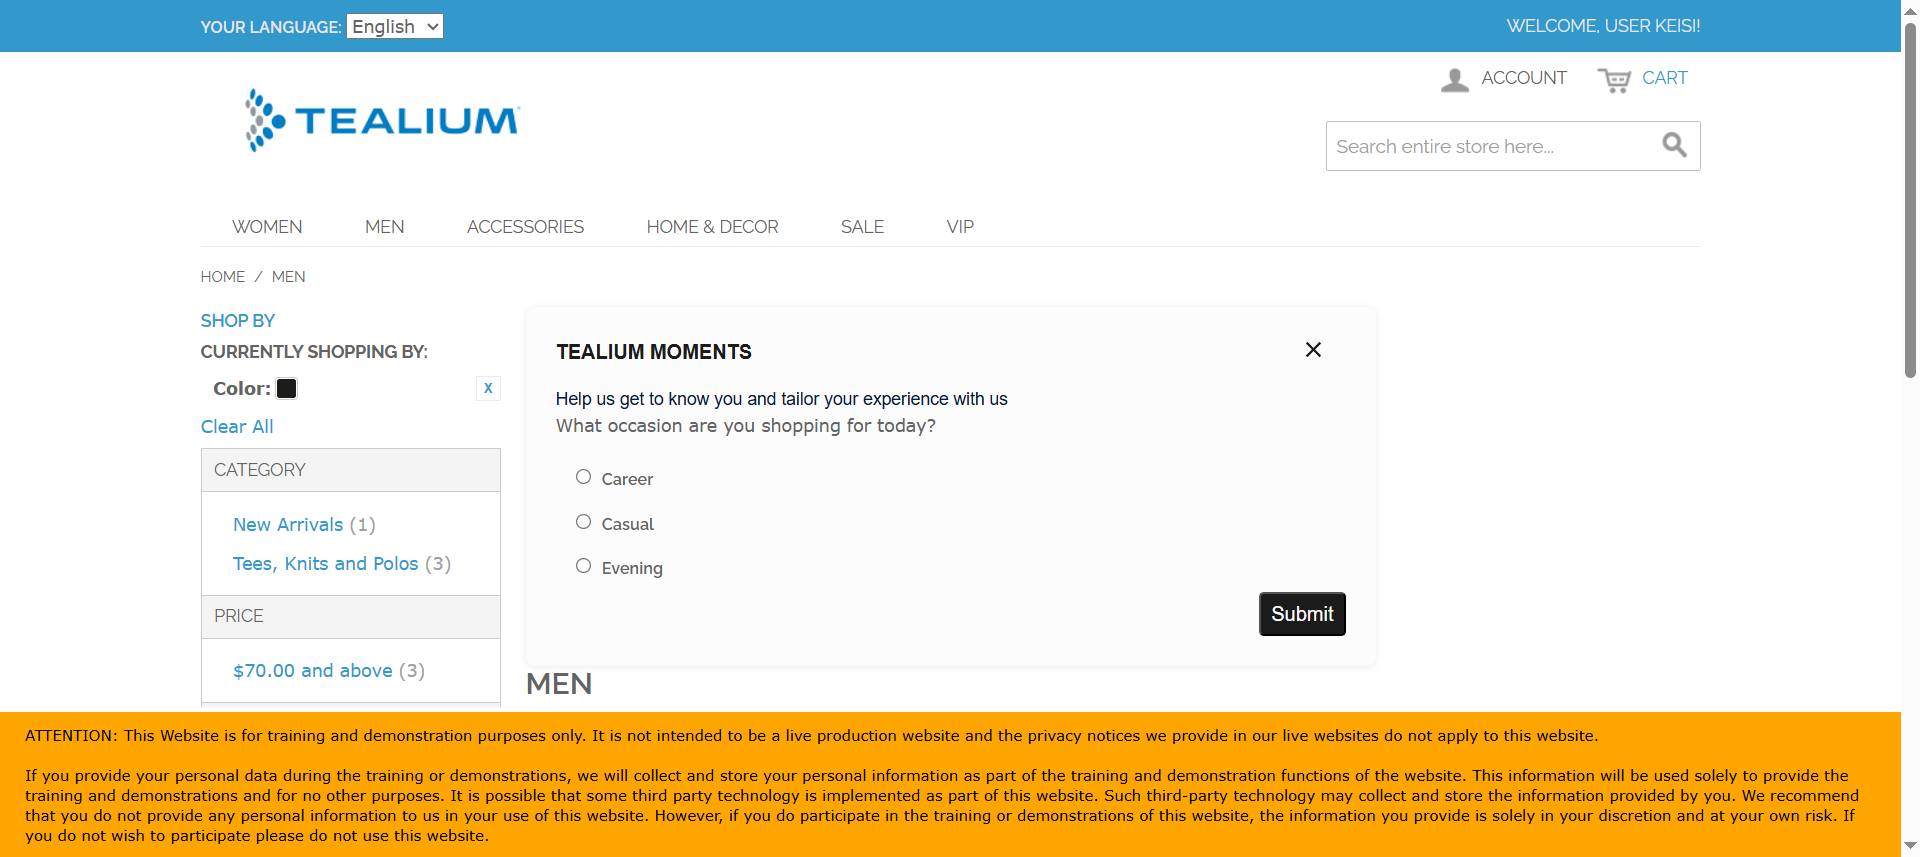 YOUR LANGUAGE: English
WELCOME, USER KEISI!
TEALIUM
ACCOUNT
CART
Search entire store here...
WOMEN MEN ACCESSORIES HOME & DECOR SALE VIP
HOME / MEN
SHOP BY
CURRENTLY SHOPPING BY:
Color:
X
Clear All
CATEGORY
New Arrivals (1)
Tees, Knits and Polos (3)
PRICE
$70.00 and above (3)
TEALIUM MOMENTS
Help us get to know you and tailor your experience with us
What occasion are you shopping for today?
Career
Casual
Evening
Submit
MEN
ATTENTION: This Website is for training and demonstration purposes only. It is not intended to be a live production website and the privacy notices we provide in our live websites do not apply to this website.
If you provide your personal data during the training or demonstrations, we will collect and store your personal information as part of the training and demonstration functions of the website. This information will be used solely to provide the
training and demonstrations and for no other purposes. It is possible that some third party technology is implemented as part of this website. Such third-party technology may collect and store the information provided by you. We recommend
that you do not provide any personal information to us in your use of this website. However, if you do participate in the training or demonstrations of this website, the information you provide is solely in your discretion and at your own risk. If
you do not wish to participate please do not use this website.